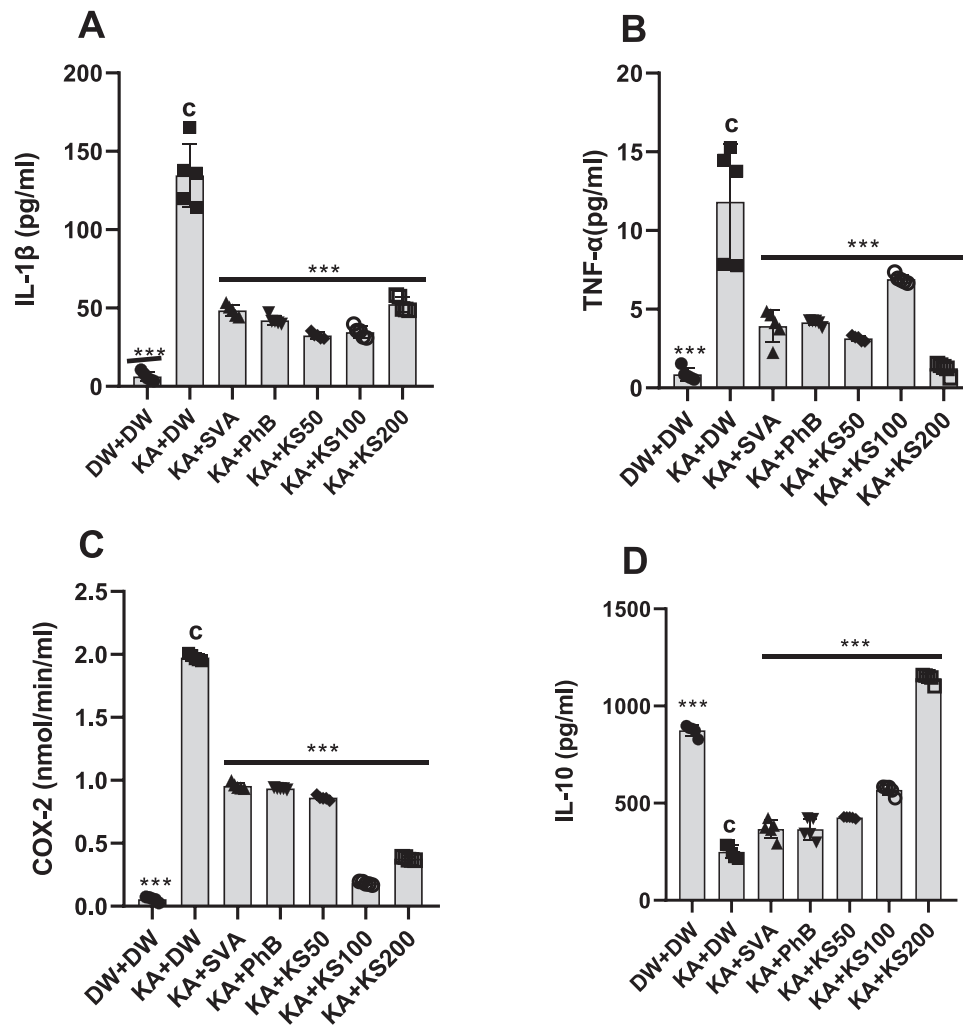 A
IL-1β (pg/ml)
200
150
100
50
0
c
***
***
DW+DW
KA+DW
KA+SVA
KA+PhB
KA+KS50
KA+KS100
KA+KS200
B
TNF-α(pg/ml)
20
15
10
5
0
c
***
***
DW+DW
KA+DW
KA+SVA
KA+PhB
KA+KS50
KA+KS100
KA+KS200
C
COX-2 (nmol/min/ml)
2.5
2.0
1.5
1.0
0.5
0.0
c
***
***
DW+DW
KA+DW
KA+SVA
KA+PhB
KA+KS50
KA+KS100
KA+KS200
D
IL-10 (pg/ml)
1500
1000
500
0
***
***
c
DW+DW
KA+DW
KA+SVA
KA+PhB
KA+KS50
KA+KS100
KA+KS200